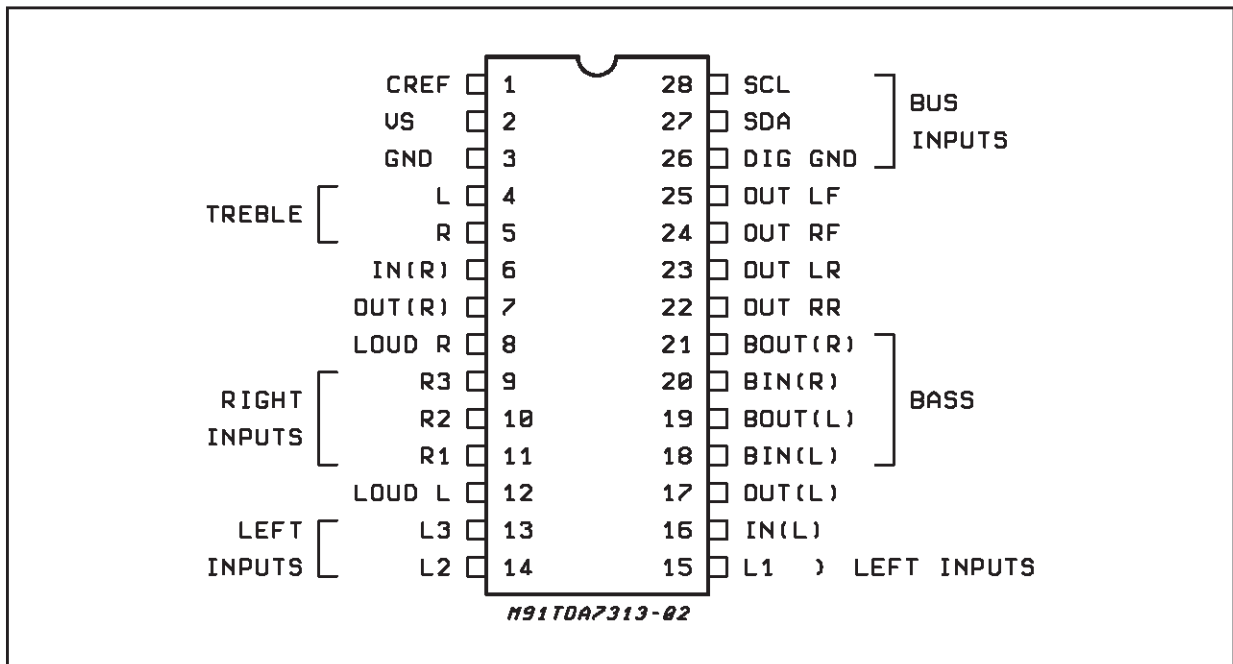 CREF 1 28 SCL
VS 2 27 SDA
BUS INPUTS
GND 3 26 DIG GND
TREBLE
L 4 25 OUT LF
R 5 24 OUT RF
IN(R) 6 23 OUT LR
OUT(R) 7 22 OUT RR
LOUD R 8 21 BOUT(R)
RIGHT INPUTS
R3 9 20 BIN(R)
BASS
R2 10 19 BOUT(L)
R1 11 18 BIN(L)
LOUD L 12 17 OUT(L)
LEFT INPUTS
L3 13 16 IN(L)
L2 14 15 L1 ) LEFT INPUTS
M91TDA7313-02